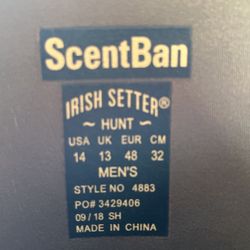 ScentBan
IRISH SETTER®
~ HUNT ~
USA UK EUR CM
14 13 48 32
MEN'S
STYLE NO 4883
PO# 3429406
09 / 18 SH
MADE IN CHINA